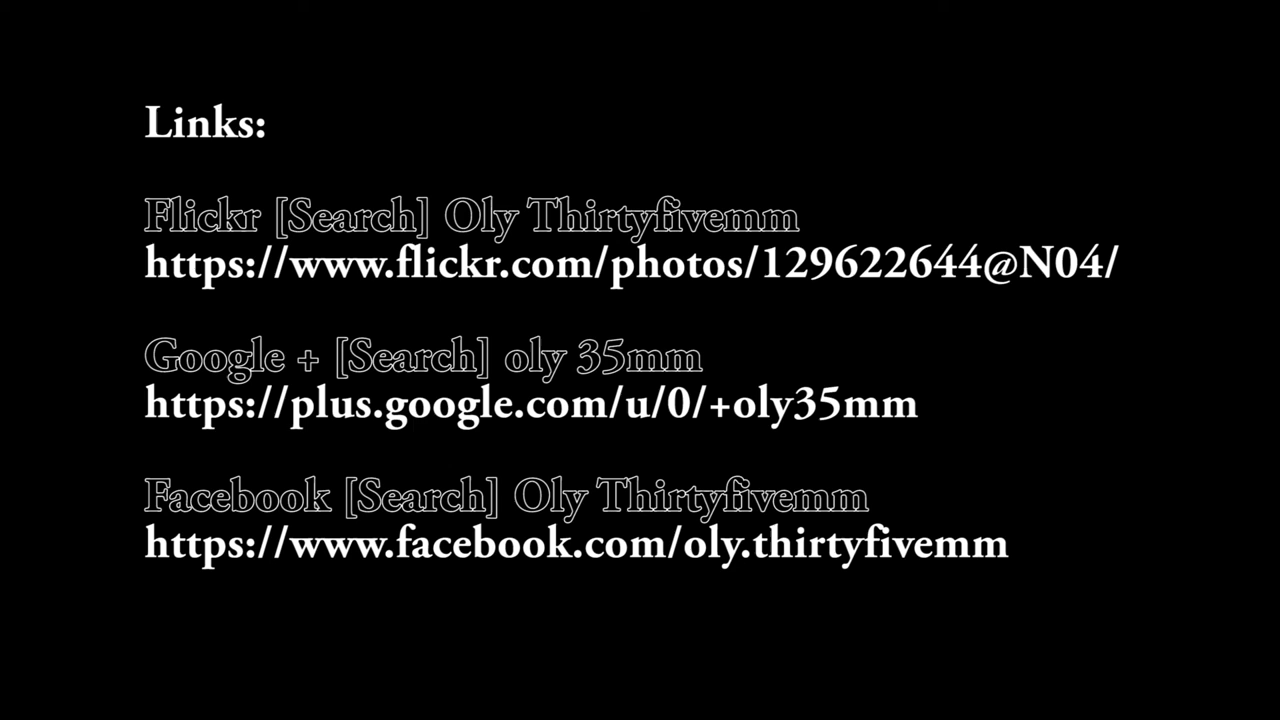 Links:
Flickr [Search] Oly Thirtyfivemm
https://www.flickr.com/photos/129622644@N04/
Google + [Search] oly 35mm
https://plus.google.com/u/0/+oly35mm
Facebook [Search] Oly Thirtyfivemm
https://www.facebook.com/oly.thirtyfivemm